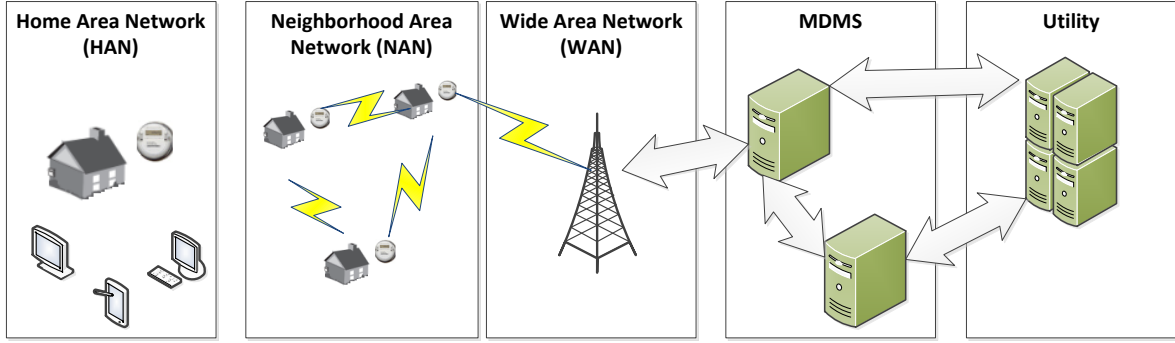 Home Area Network
(HAN)
Neighborhood Area
Network (NAN)
Wide Area Network
(WAN)
MDMS
Utility